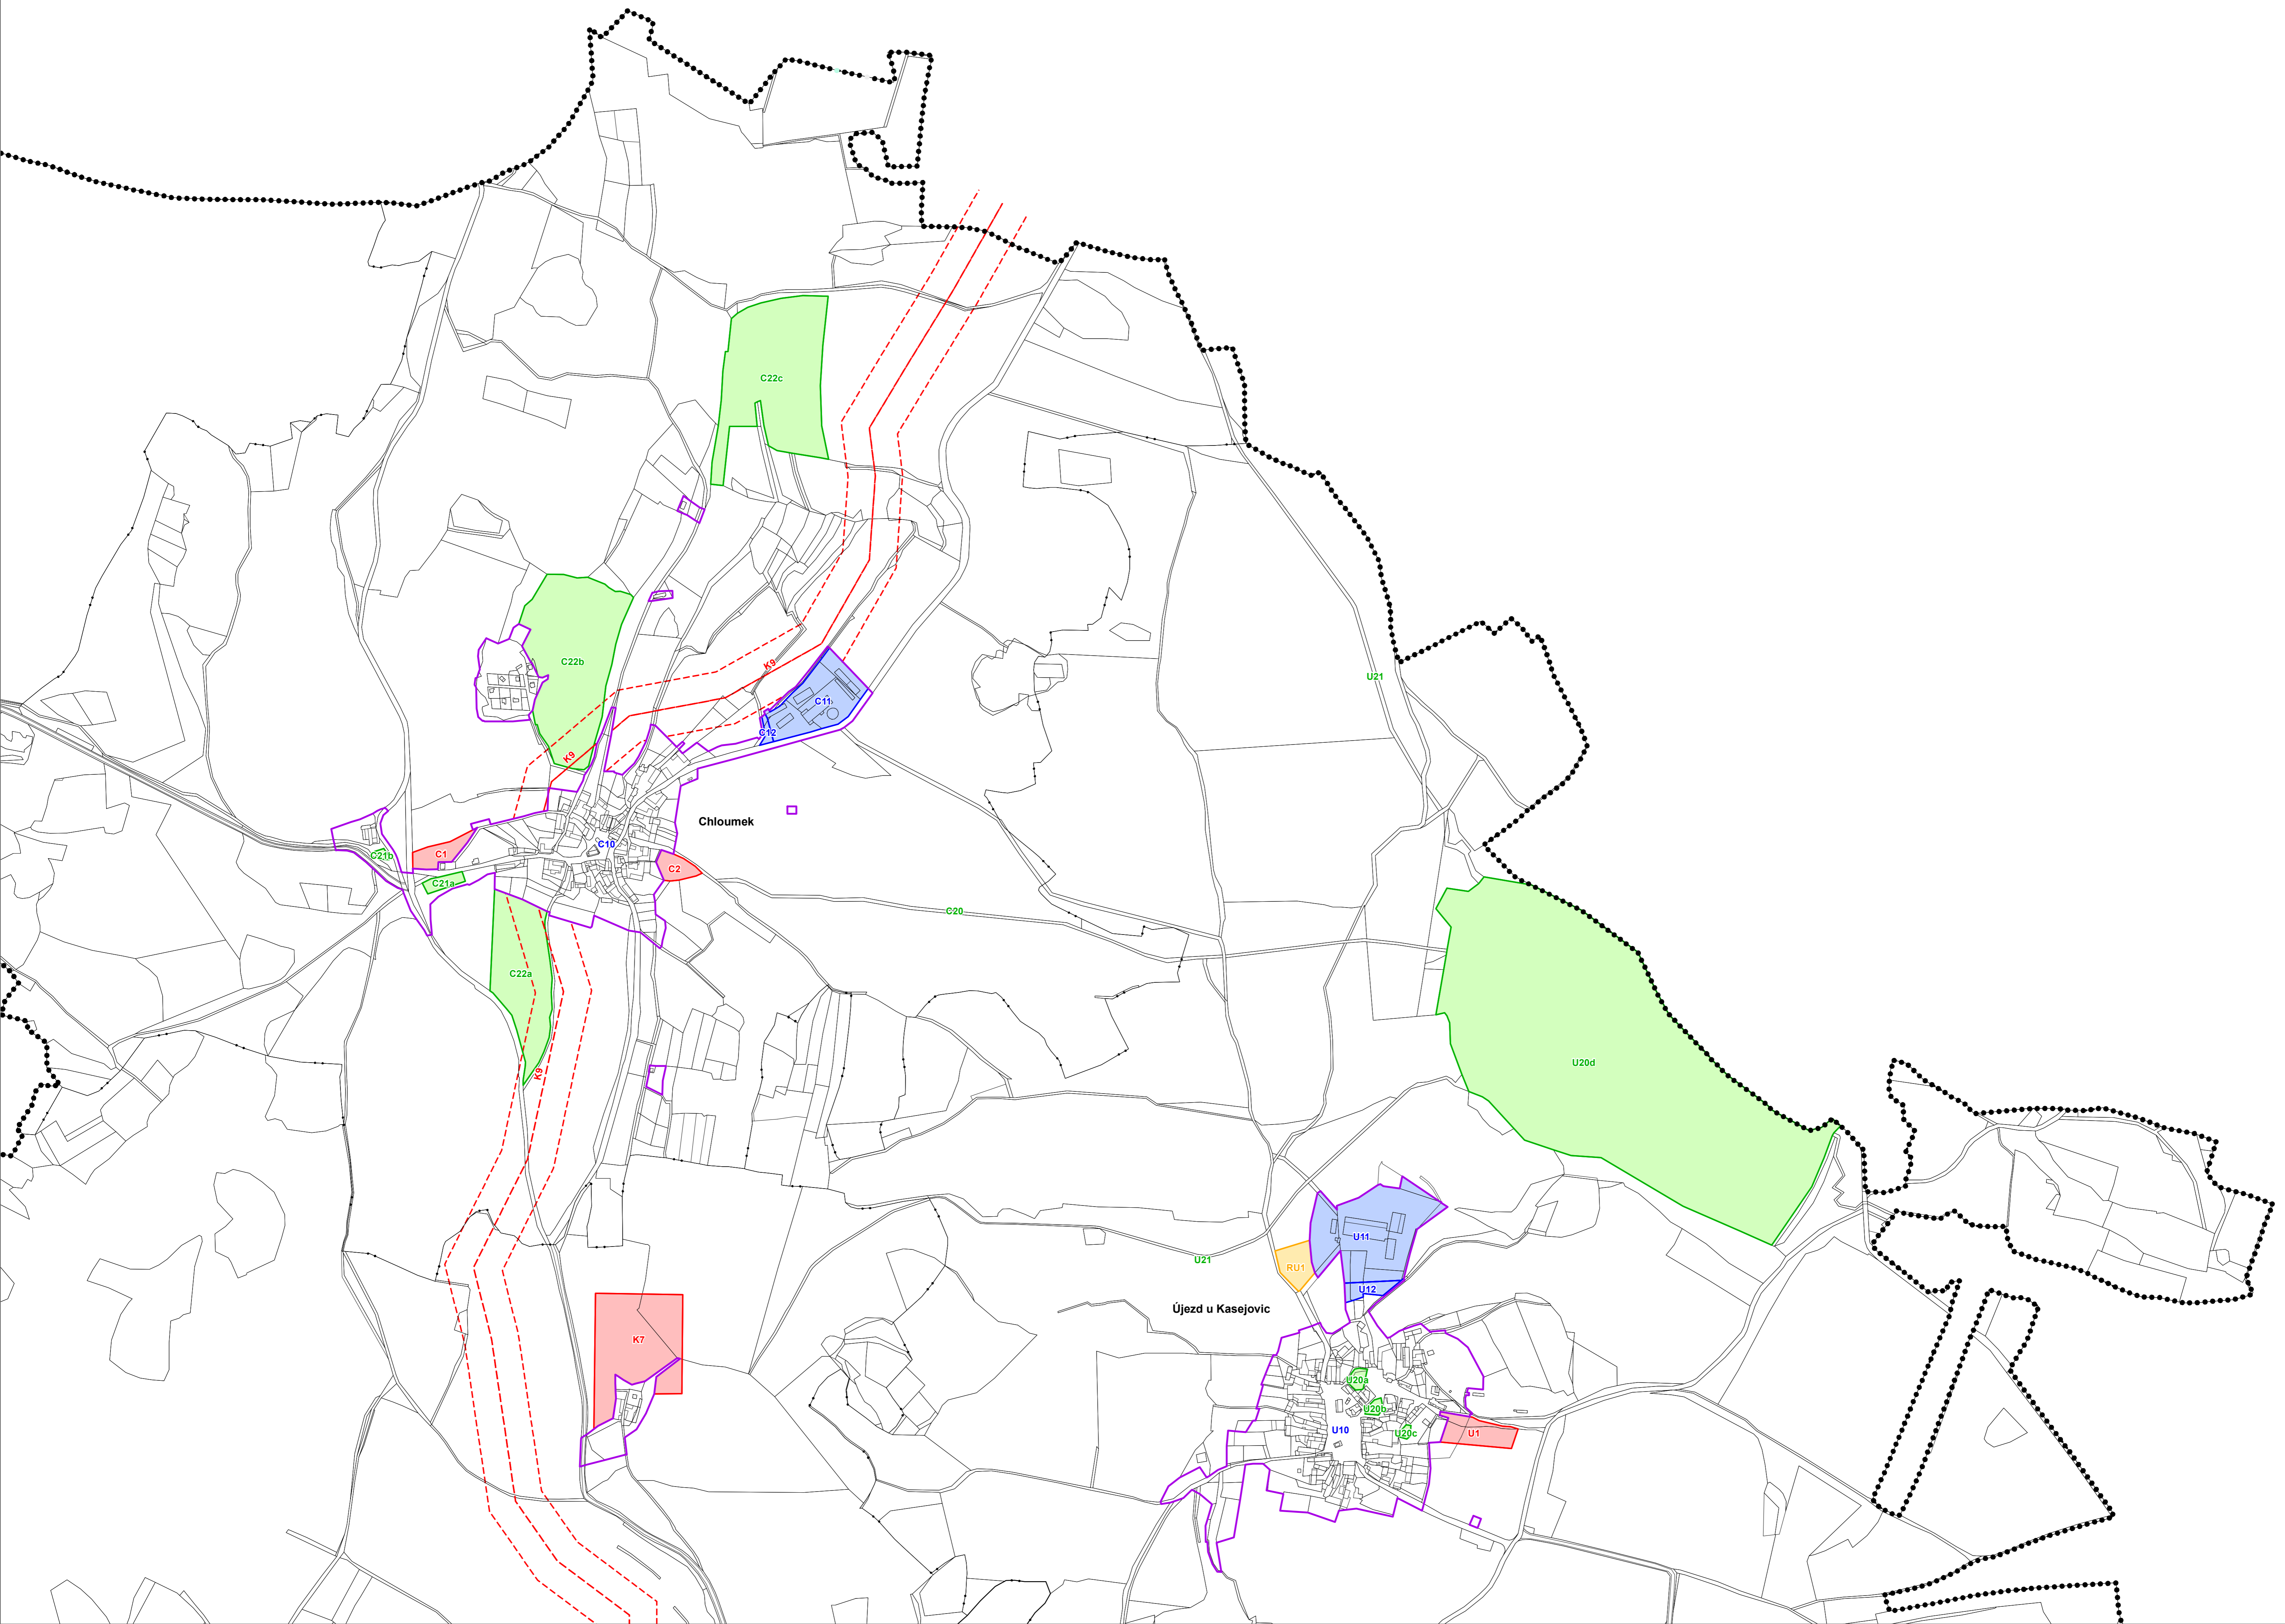 C22c
C22b
U21
K9
C11
C12
K9
Chloumek
C10
C1
C21b
C2
C21a
C20
C22a
U20d
K9
U11
U21
RU1
U12
Újezd u Kasejovic
K7
U20a
U20b
U10
U20c
U1